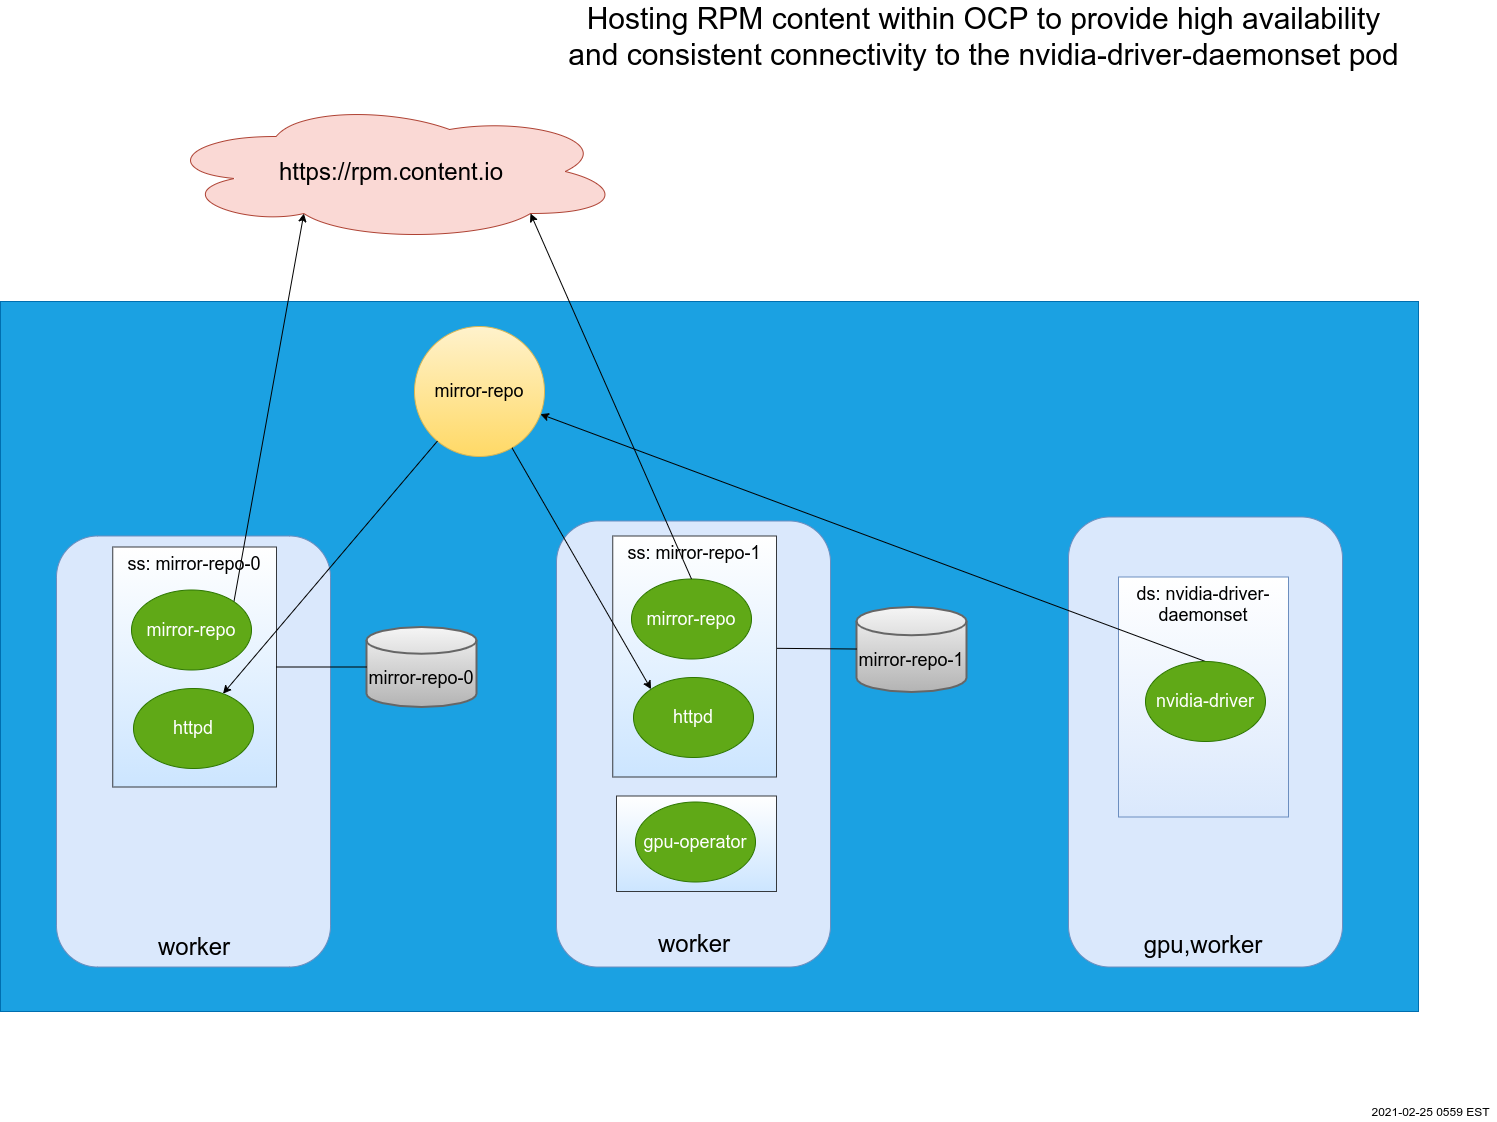 Hosting RPM content within OCP to provide high availability
and consistent connectivity to the nvidia-driver-daemonset pod
https://rpm.content.io
mirror-repo
ss: mirror-repo-0
mirror-repo
httpd
mirror-repo-0
worker
ss: mirror-repo-1
mirror-repo
httpd
mirror-repo-1
gpu-operator
worker
ds: nvidia-driver-
daemonset
nvidia-driver
gpu,worker
2021-02-25 0559 EST